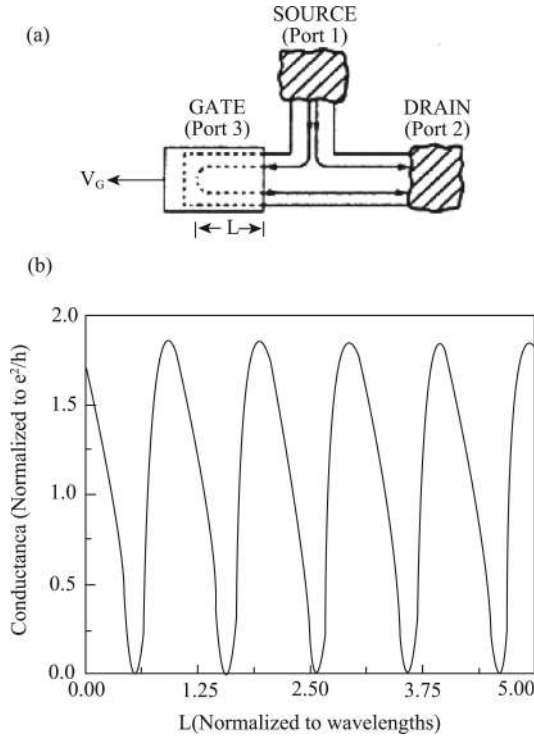 (a)
SOURCE
(Port 1)
GATE
(Port 3)
DRAIN
(Port 2)
V_G
L
(b)
Conductanca (Normalized to e²/h)
2.0
1.5
1.0
0.5
0.0
0.00 1.25 2.50 3.75 5.00
L(Normalized to wavelengths)